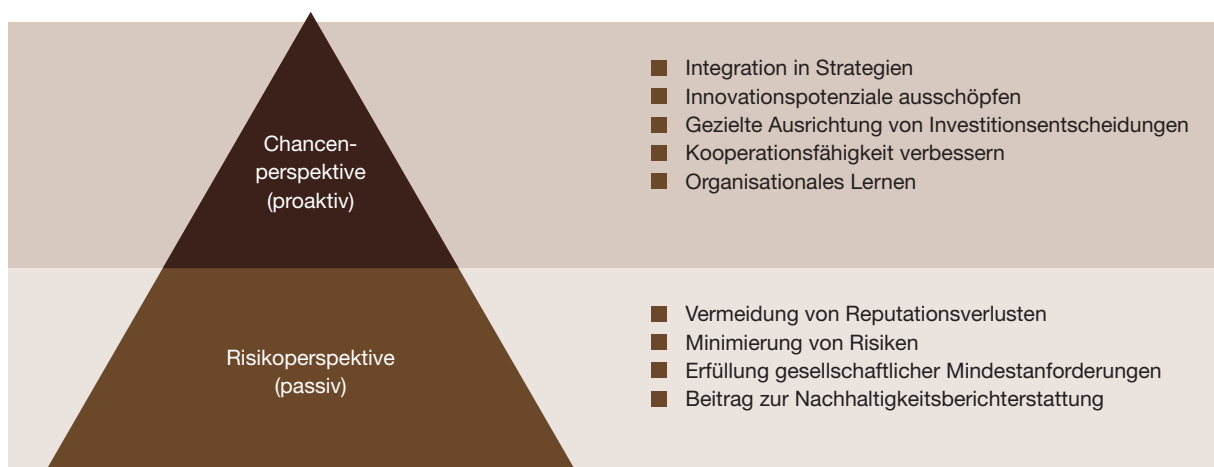 Chancen-
perspektive
(proaktiv)
Integration in Strategien
Innovationspotenziale ausschöpfen
Gezielte Ausrichtung von Investitionsentscheidungen
Kooperationsfähigkeit verbessern
Organisationales Lernen
Risikoperspektive
(passiv)
Vermeidung von Reputationsverlusten
Minimierung von Risiken
Erfüllung gesellschaftlicher Mindestanforderungen
Beitrag zur Nachhaltigkeitsberichterstattung